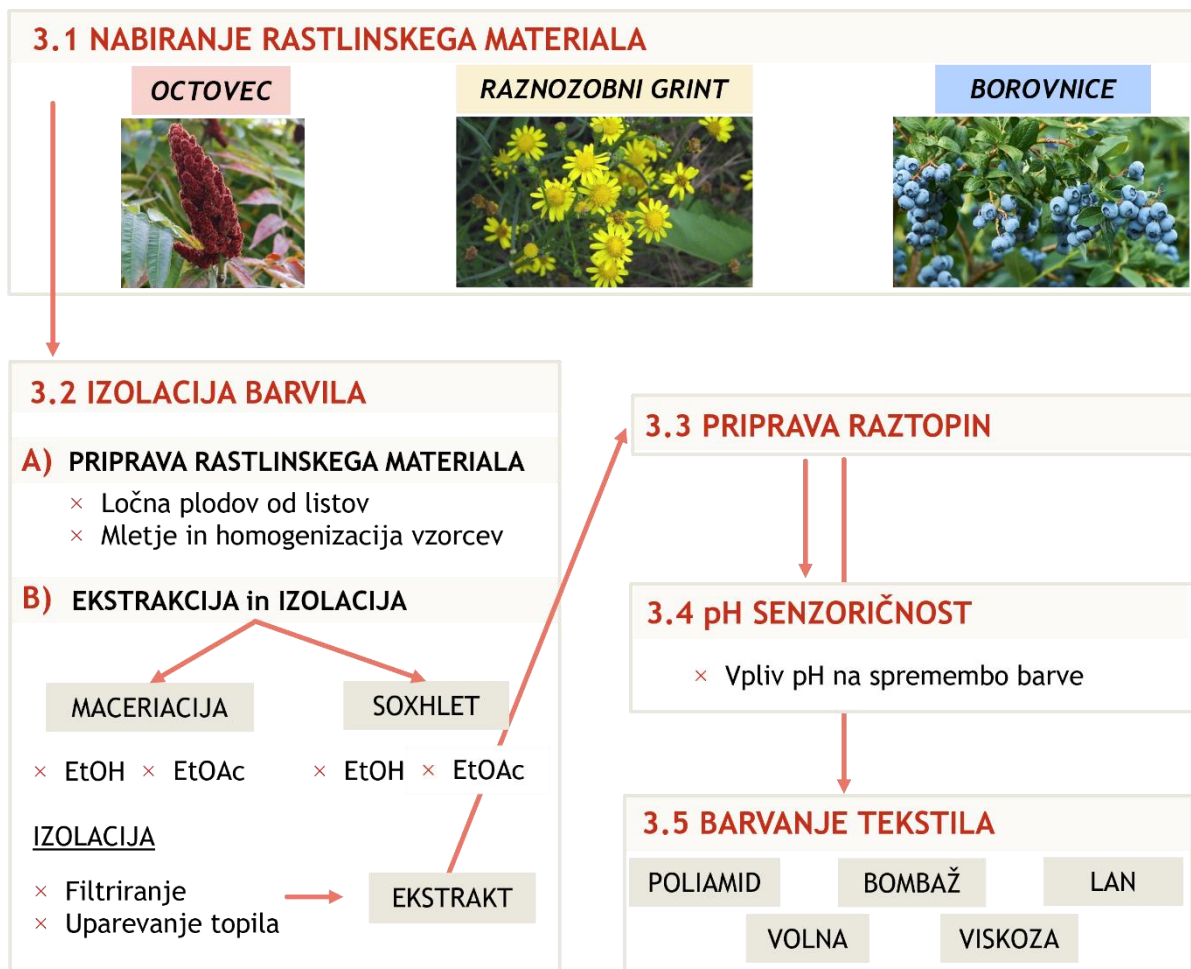 3.1 NABIRANJE RASTLINSKEGA MATERIALA
OCTOVEC
RAZNOZOBNI GRINT
BOROVNICE
3.2 IZOLACIJA BARVILA
A) PRIPRAVA RASTLINSKEGA MATERIALA
× Ločna plodov od listov
× Mletje in homogenizacija vzorcev
B) EKSTRAKCIJA in IZOLACIJA
MACERIACIJA
SOXHLET
× EtOH × EtOAc
× EtOH × EtOAc
IZOLACIJA
× Filtriranje
× Uparevanje topila
EKSTRAKT
3.3 PRIPRAVA RAZTOPIN
3.4 pH SENZORIČNOST
× Vpliv pH na spremembo barve
3.5 BARVANJE TEKSTILA
POLIAMID
BOMBAŽ
LAN
VOLNA
VISKOZA